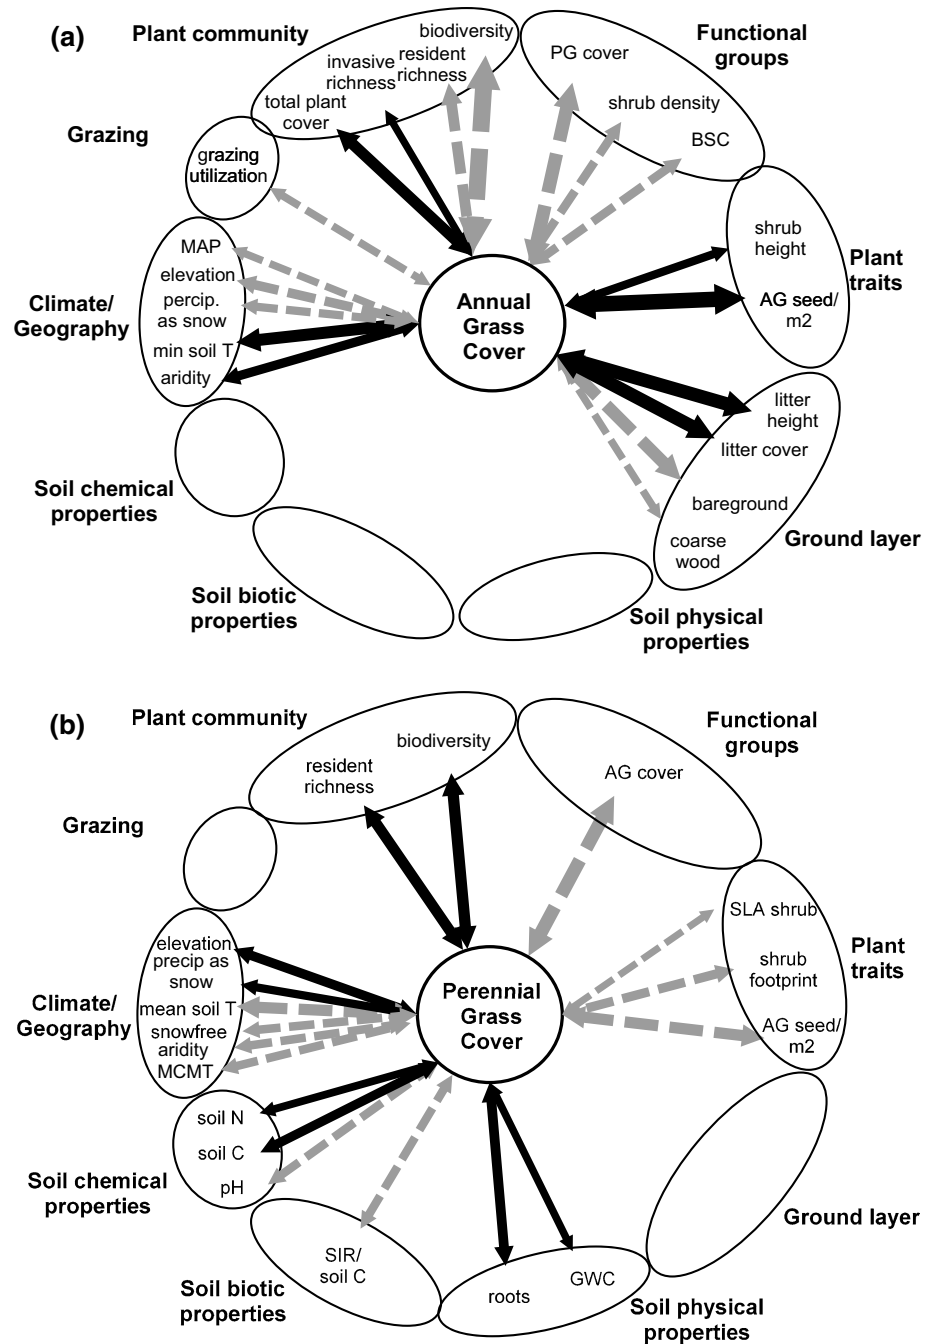 (a)
Plant community
biodiversity
invasive resident
richness richness
total plant
cover
Functional
groups
PG cover
shrub density
BSC
Grazing
grazing
utilization
Plant
traits
shrub
height
AG seed/
m2
Climate/
Geography
MAP
elevation
percip.
as snow
min soil T
aridity
Annual
Grass
Cover
litter
height
litter cover
bareground
coarse
wood
Ground layer
Soil chemical
properties
Soil biotic
properties
Soil physical
properties
(b)
Plant community
biodiversity
resident
richness
Functional
groups
AG cover
Grazing
Plant
traits
SLA shrub
shrub
footprint
AG seed/
m2
Climate/
Geography
elevation
precip as
snow
mean soil T
snowfree
aridity
MCMT
Perennial
Grass
Cover
soil N
soil C
pH
Soil chemical
properties
Ground layer
SIR/
soil C
Soil biotic
properties
roots
GWC
Soil physical
properties